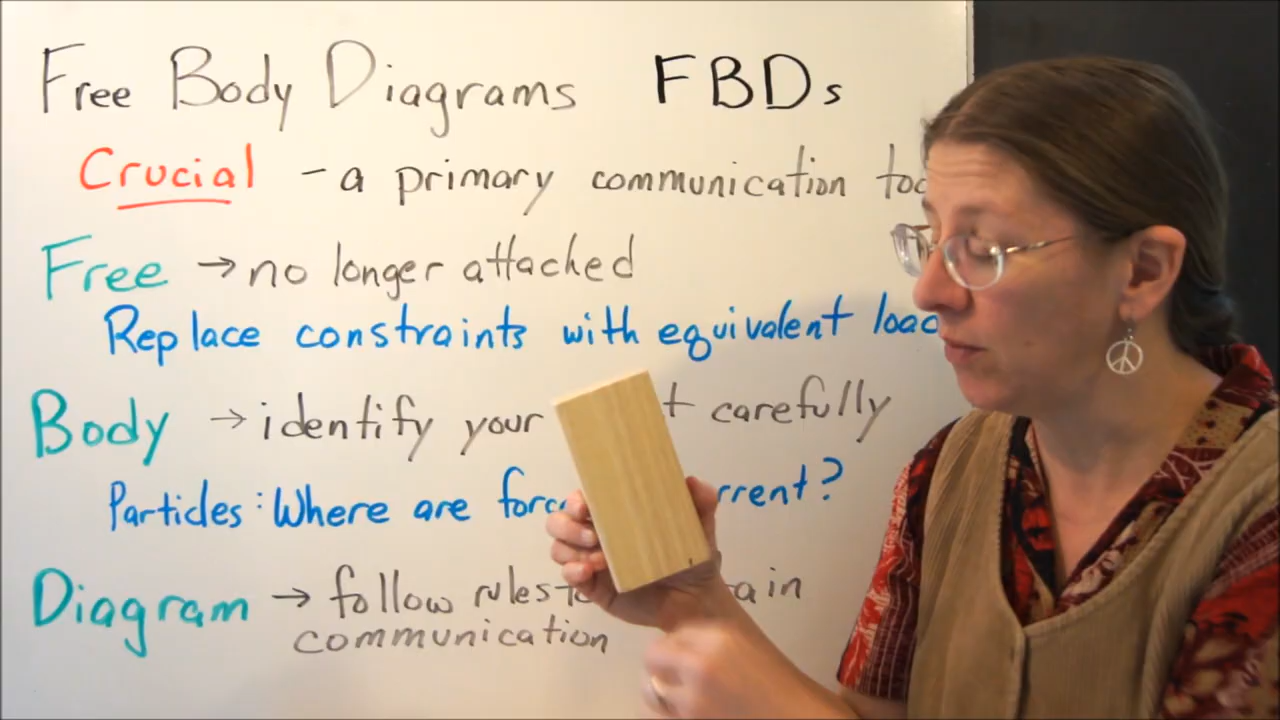 Free Body Diagrams FBDs
Crucial - a primary communication
Free → no longer attached
Replace constraints with equivalent
Body → identify your carefully
Particles: Where are
Diagram → follow rules
communication